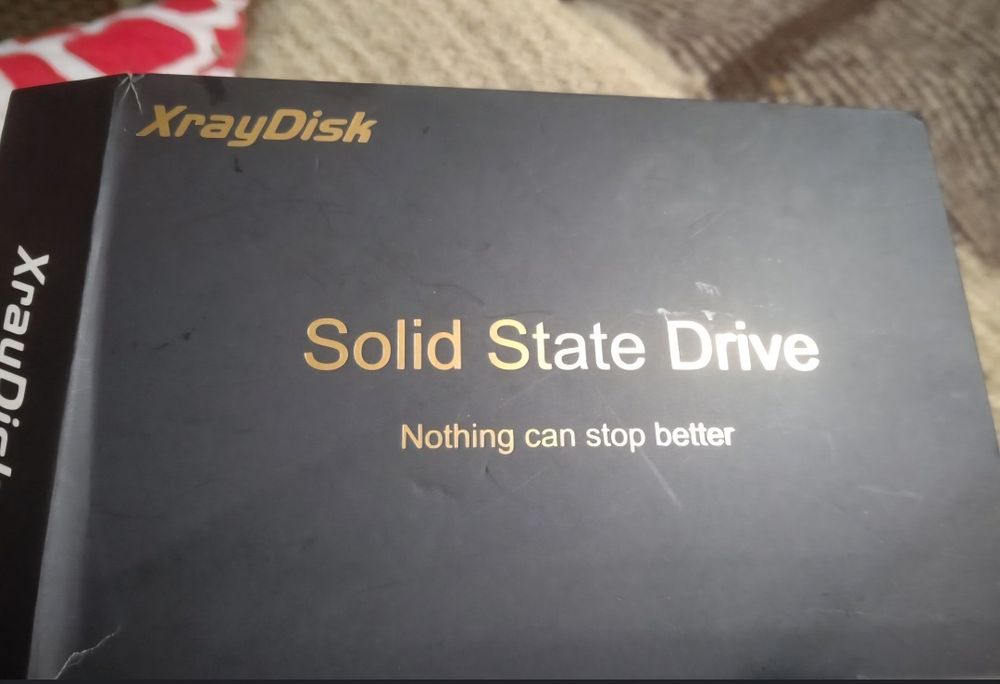 XrayDisk
Solid State Drive
Nothing can stop better
XrayDisk